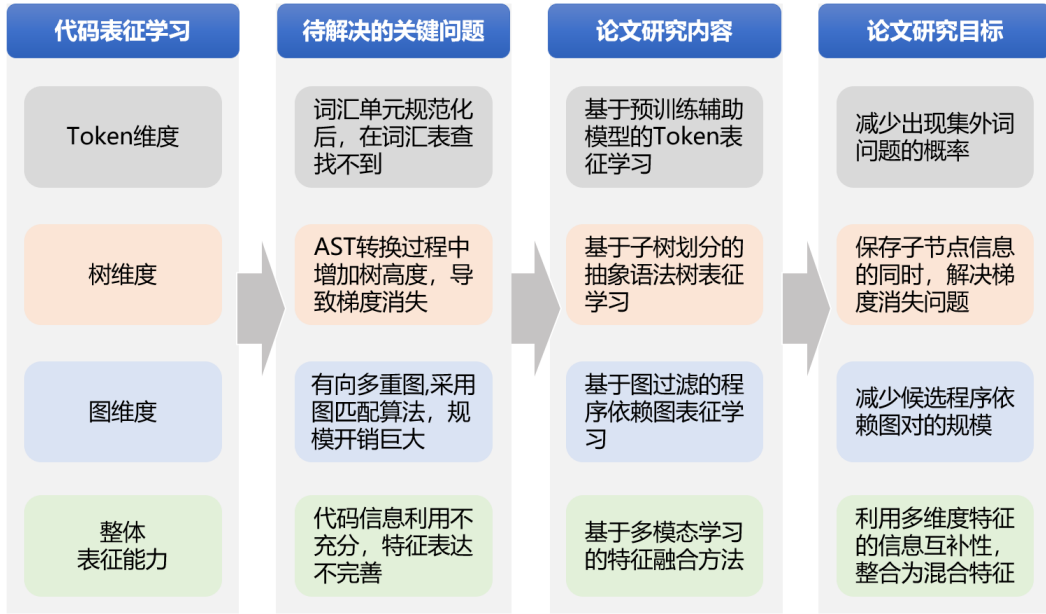 代码表征学习
待解决的关键问题
论文研究内容
论文研究目标
Token维度
词汇单元规范化
后，在词汇表查
找不到
基于预训练辅助
模型的Token表
征学习
减少出现集外词
问题的概率
树维度
AST转换过程中
增加树高度，导
致梯度消失
基于子树划分的
抽象语法树表征
学习
保存子节点信息
的同时，解决梯
度消失问题
图维度
有向多重图,采用
图匹配算法，规
模开销巨大
基于图过滤的程
序依赖图表征学
习
减少候选程序依
赖图对的规模
整体
表征能力
代码信息利用不
充分，特征表达
不完善
基于多模态学习
的特征融合方法
利用多维度特征
的信息互补性，
整合为混合特征